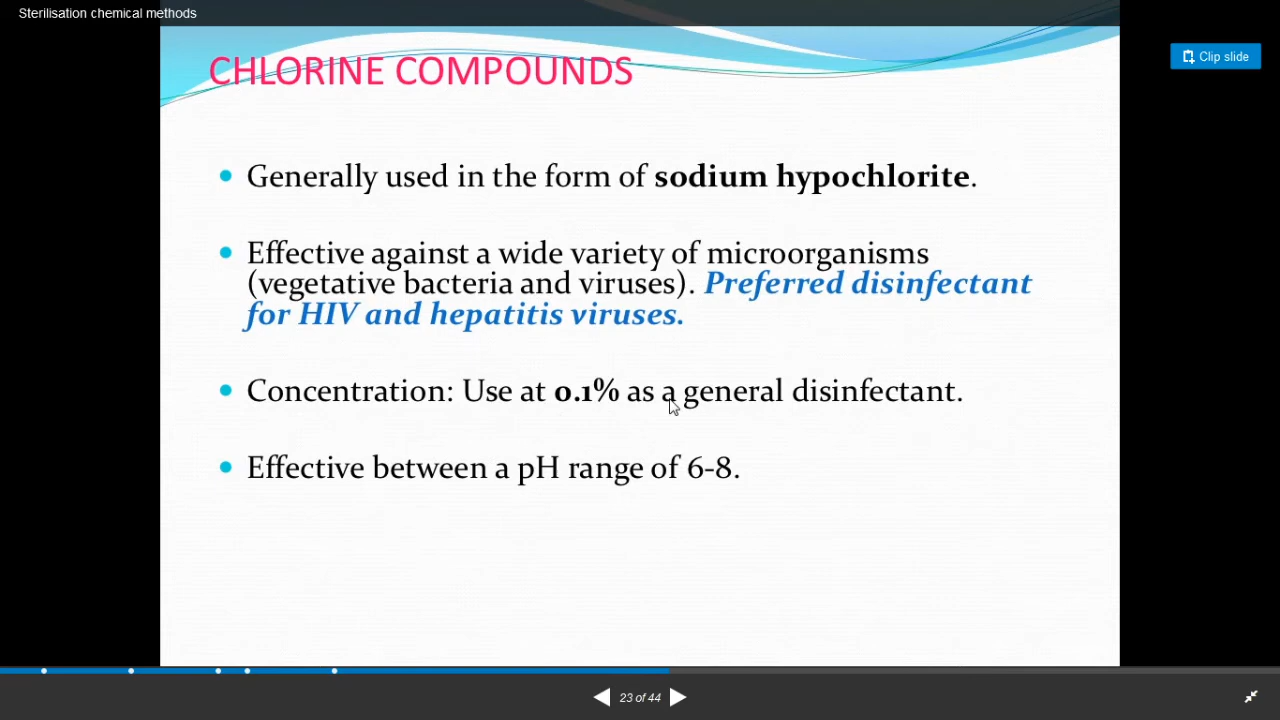 Sterilisation chemical methods
Clip slide
CHLORINE COMPOUNDS
• Generally used in the form of sodium hypochlorite.
• Effective against a wide variety of microorganisms
(vegetative bacteria and viruses). Preferred disinfectant
for HIV and hepatitis viruses.
• Concentration: Use at 0.1% as a general disinfectant.
• Effective between a pH range of 6-8.
23 of 44